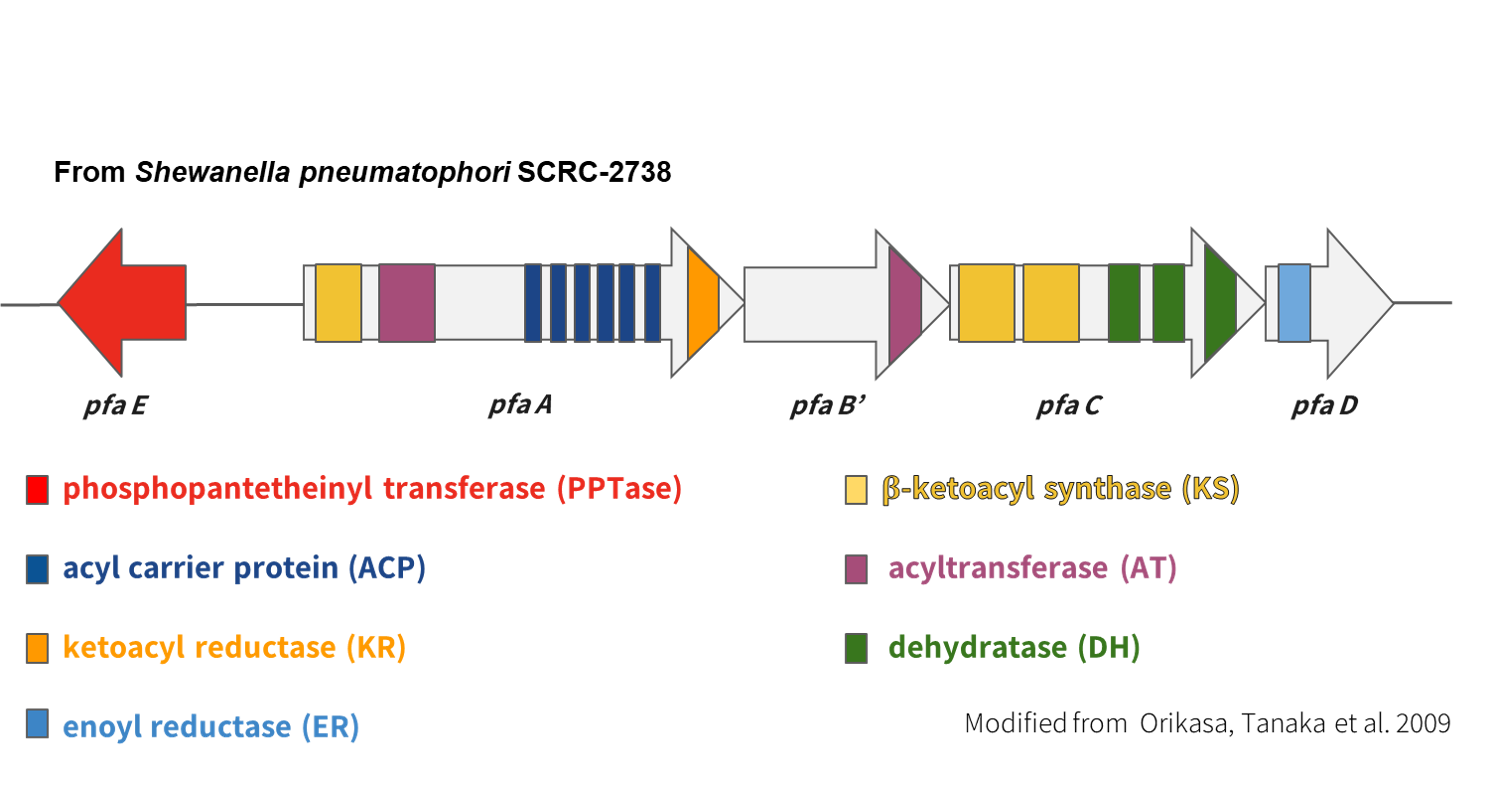 From Shewanella pneumatophori SCRC-2738
pfa E
pfa A
pfa B’
pfa C
pfa D
phosphopantetheinyl transferase (PPTase)
β-ketoacyl synthase (KS)
acyl carrier protein (ACP)
acyltransferase (AT)
ketoacyl reductase (KR)
dehydratase (DH)
enoyl reductase (ER)
Modified from Orikasa, Tanaka et al. 2009